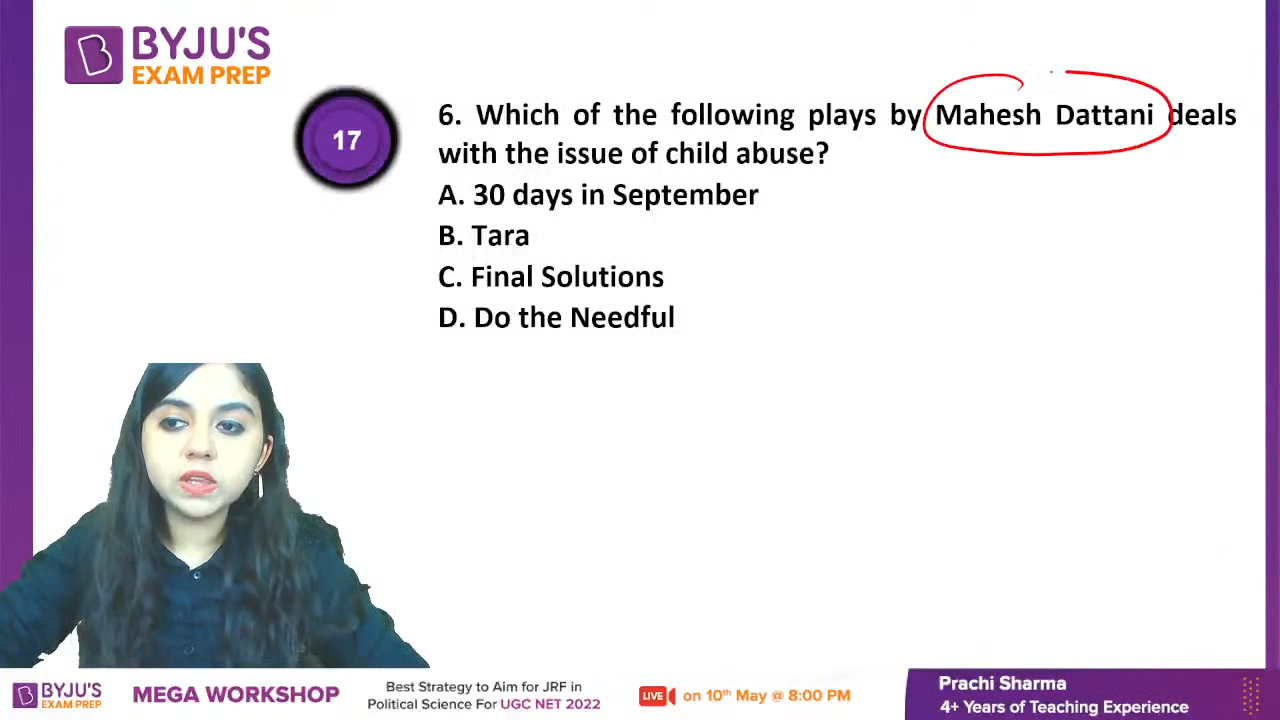 BYJU'S
EXAM PREP
17
6. Which of the following plays by Mahesh Dattani deals
with the issue of child abuse?
A. 30 days in September
B. Tara
C. Final Solutions
D. Do the Needful
BYJU'S
EXAM PREP
MEGA WORKSHOP
Best Strategy to Aim for JRF in
Political Science For UGC NET 2022
LIVE on 10th May @ 8:00 PM
Prachi Sharma
4+ Years of Teaching Experience